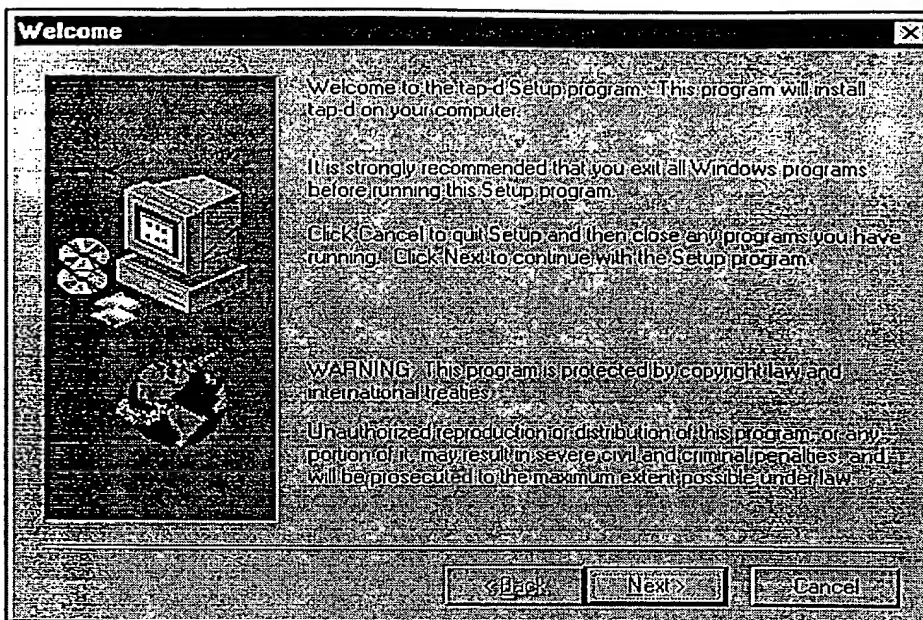 Welcome
Welcome to the tap-d Setup program. This program will install
tap-d on your computer.
It is strongly recommended that you exit all Windows programs
before running this Setup program.
Click Cancel to quit Setup and then close any programs you have
running. Click Next to continue with the Setup program.
WARNING: This program is protected by copyright law and
international treaties.
Unauthorized reproduction or distribution of this program, or any
portion of it, may result in severe civil and criminal penalties, and
will be prosecuted to the maximum extent possible under law.
< Back
Next >
Cancel